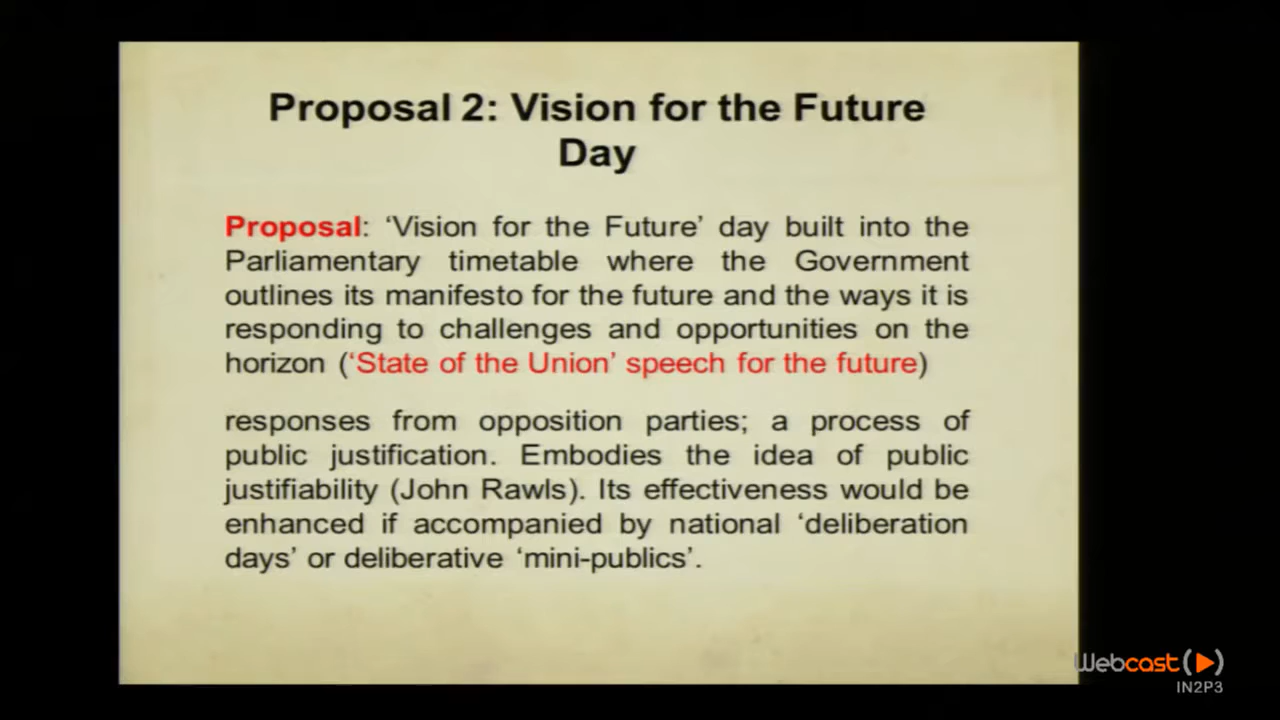 Proposal 2: Vision for the Future
Day
Proposal: ‘Vision for the Future’ day built into the
Parliamentary timetable where the Government
outlines its manifesto for the future and the ways it is
responding to challenges and opportunities on the
horizon (‘State of the Union’ speech for the future)
responses from opposition parties; a process of
public justification. Embodies the idea of public
justifiability (John Rawls). Its effectiveness would be
enhanced if accompanied by national ‘deliberation
days’ or deliberative ‘mini-publics’.
Webcast
IN2P3